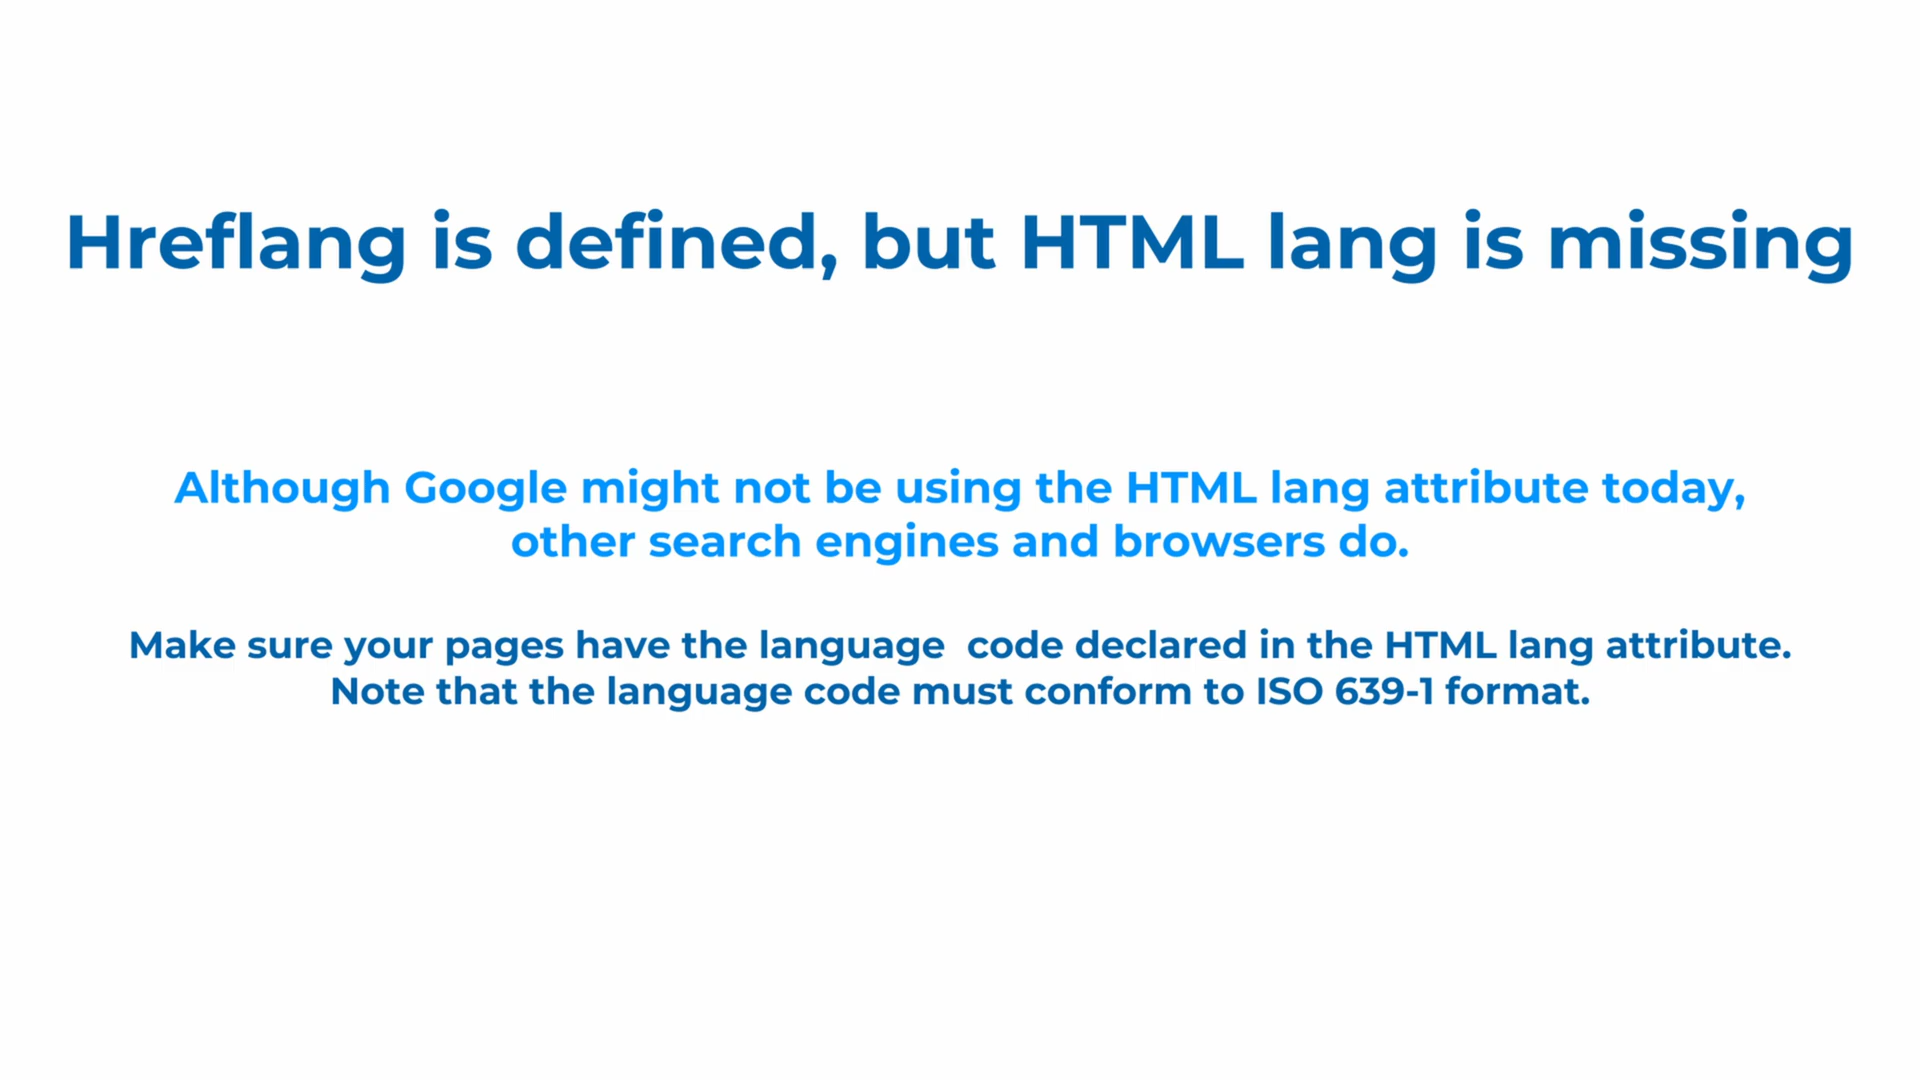 Hreflang is defined, but HTML lang is missing
Although Google might not be using the HTML lang attribute today,
other search engines and browsers do.
Make sure your pages have the language  code declared in the HTML lang attribute.
Note that the language code must conform to ISO 639-1 format.